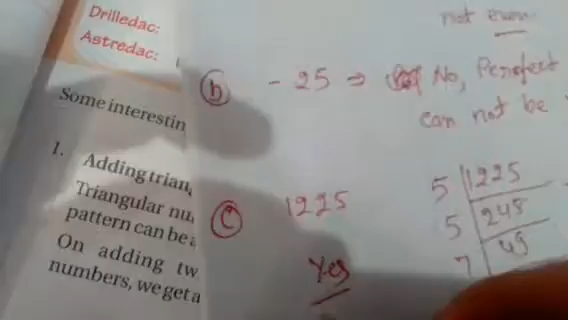 Drilledac:
Astredac:
Some interestin
1. Adding trian
Triangular nu
pattern can be a
On adding tw
numbers, we get a
not even
(b) - 25 ⇒ No, Perefect
can not be
(c) 1225
Yes
5 | 1225
5 | 245
7 | 49